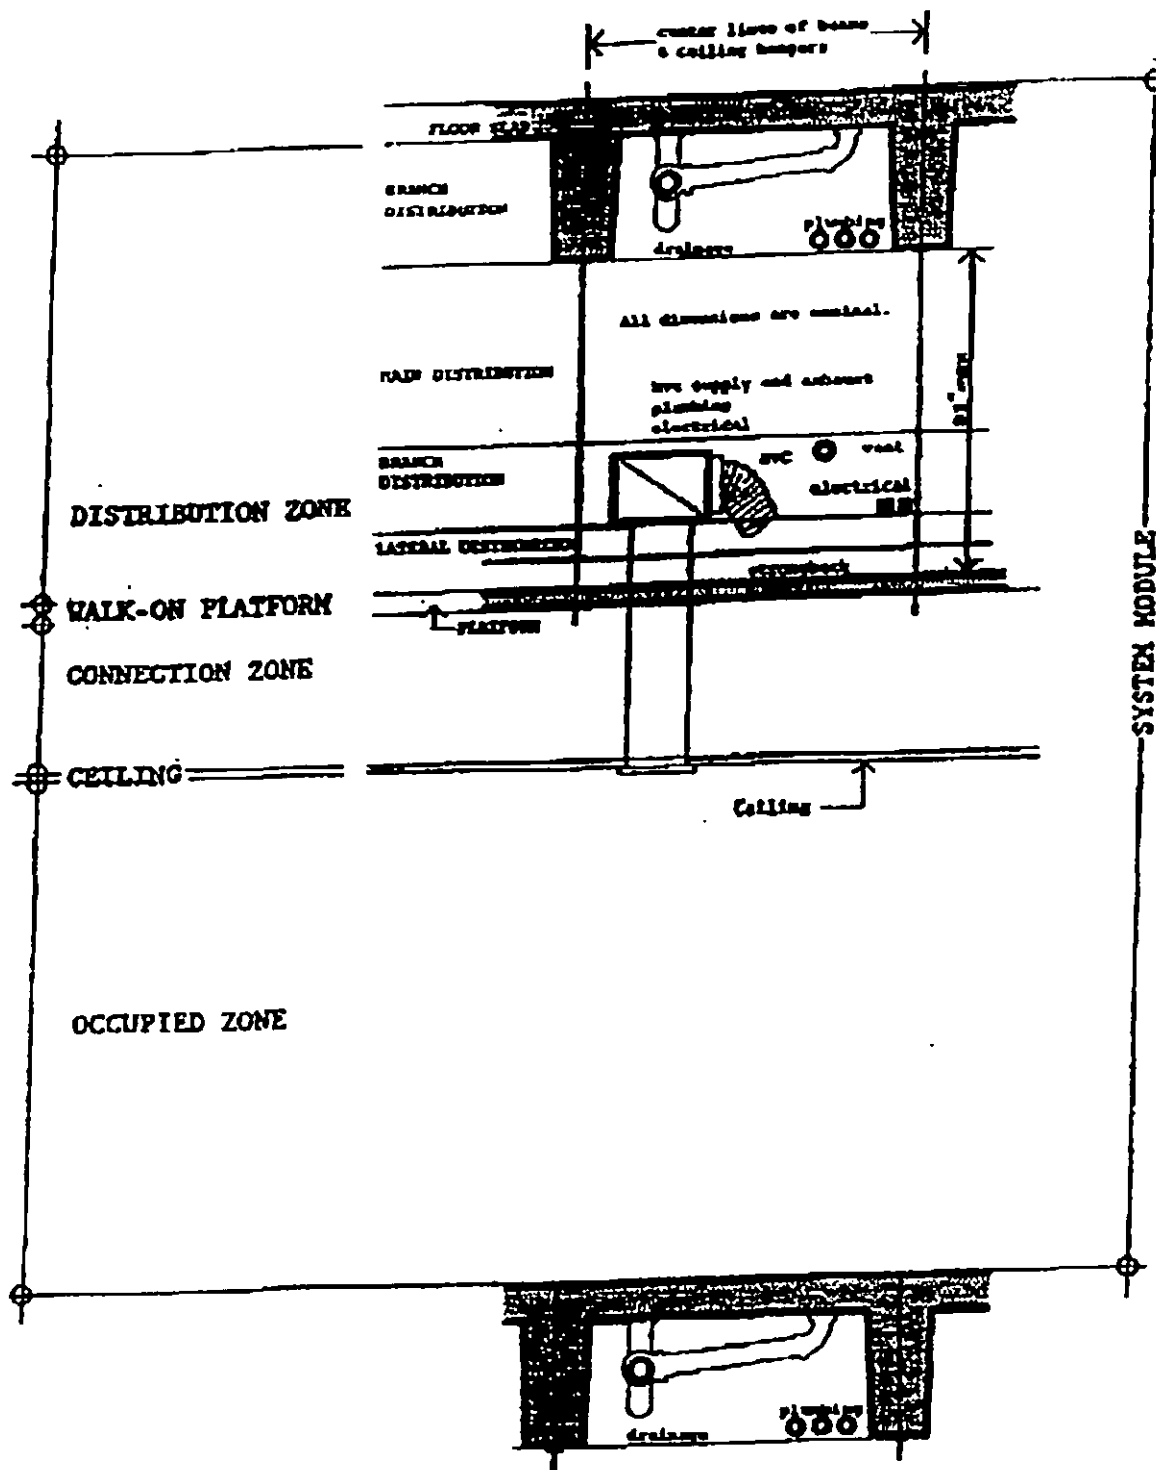 center lines of beams
& ceiling hangers
FLOOR SLAB
BRANCH
DISTRIBUTION
plumbing
drainage
All dimensions are nominal.
MAIN DISTRIBUTION
hvc supply and exhaust
plumbing
electrical
BRANCH
DISTRIBUTION
HVC
vent
electrical
DISTRIBUTION ZONE
LATERAL DISTRIBUTION
strongback
WALK-ON PLATFORM
PLATFORM
CONNECTION ZONE
SYSTEM MODULE
CEILING
Ceiling
OCCUPIED ZONE
plumbing
drainage